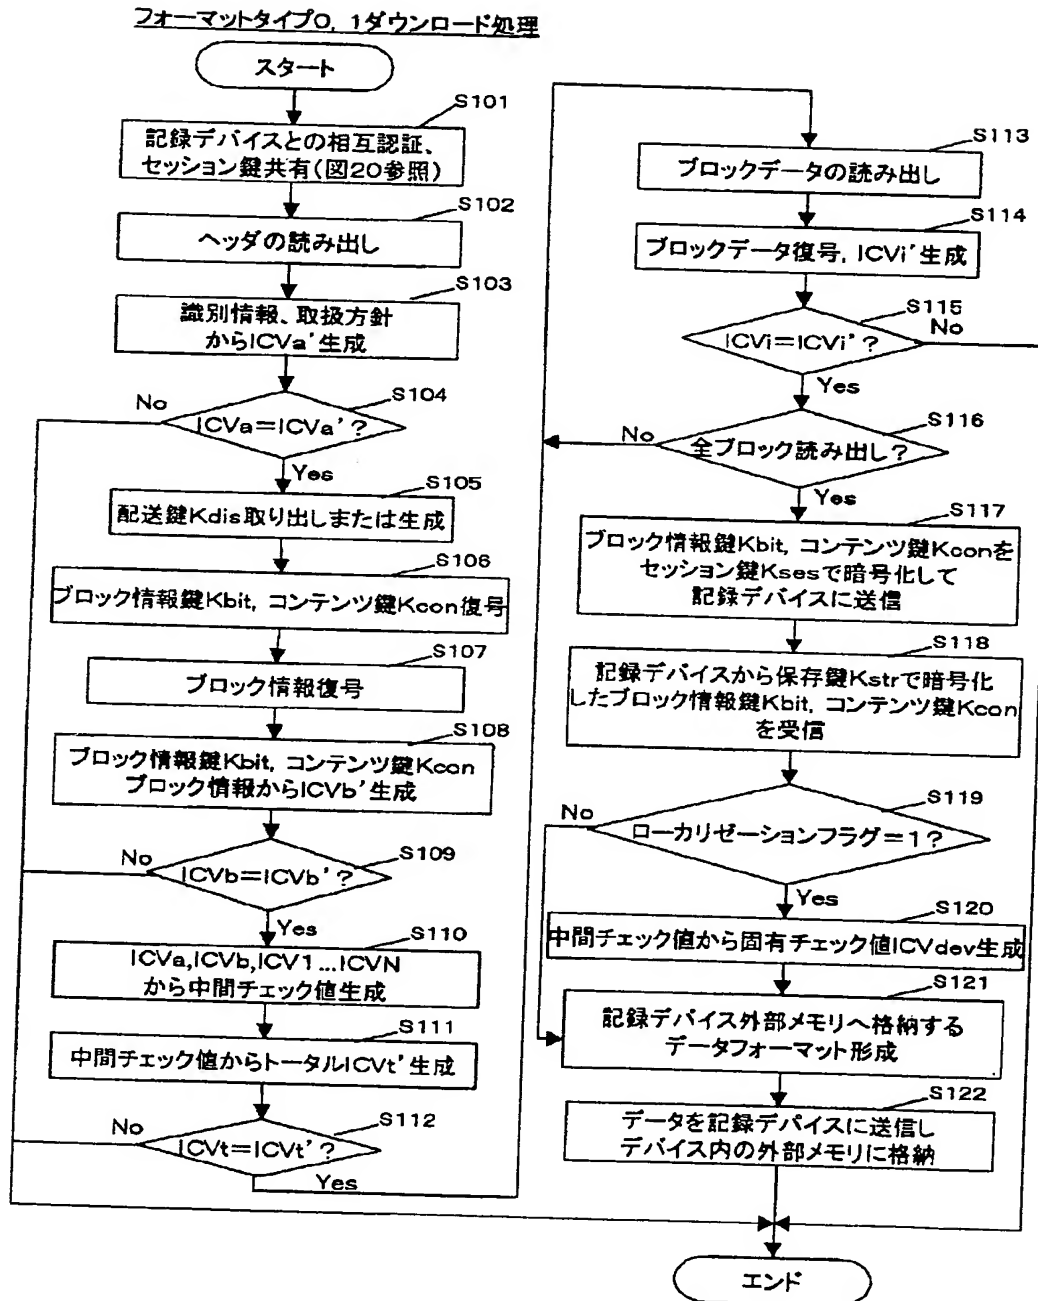 フォーマットタイプ0, 1ダウンロード処理
スタート
S101
記録デバイスとの相互認証、
セッション鍵共有(図20参照)
S102
ヘッダの読み出し
S103
識別情報、取扱方針
からICVa'生成
S104
ICVa=ICVa'?
No
Yes
S105
配送鍵Kdis取り出しまたは生成
S106
ブロック情報鍵Kbit, コンテンツ鍵Kcon復号
S107
ブロック情報復号
S108
ブロック情報鍵Kbit, コンテンツ鍵Kcon
ブロック情報からICVb'生成
S109
ICVb=ICVb'?
No
Yes
S110
ICVa,ICVb,ICV1...ICVN
から中間チェック値生成
S111
中間チェック値からトータルICVt'生成
S112
ICVt=ICVt'?
No
Yes
S113
ブロックデータの読み出し
S114
ブロックデータ復号, ICVi'生成
S115
ICVi=ICVi'?
No
Yes
S116
全ブロック読み出し?
No
Yes
S117
ブロック情報鍵Kbit, コンテンツ鍵Kconを
セッション鍵Ksesで暗号化して
記録デバイスに送信
S118
記録デバイスから保存鍵Kstrで暗号化
したブロック情報鍵Kbit, コンテンツ鍵Kcon
を受信
S119
ローカリゼーションフラグ=1?
No
Yes
S120
中間チェック値から固有チェック値ICVdev生成
S121
記録デバイス外部メモリへ格納する
データフォーマット形成
S122
データを記録デバイスに送信し
デバイス内の外部メモリに格納
エンド